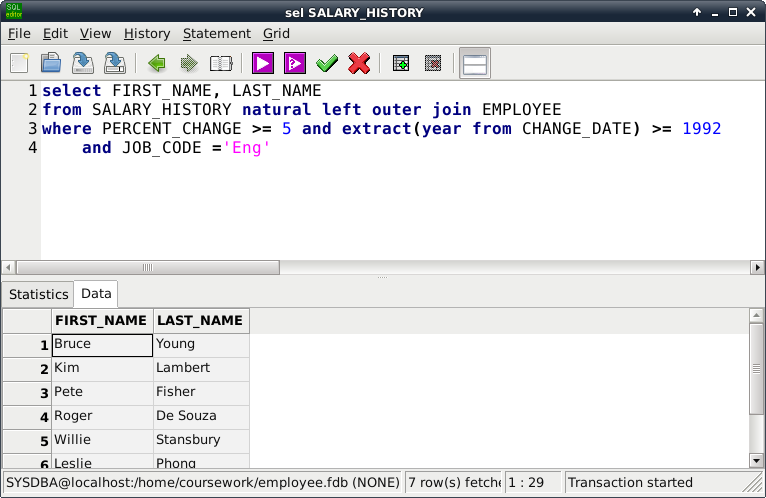 SQL
editor
sel SALARY_HISTORY
File Edit View History Statement Grid
1 select FIRST_NAME, LAST_NAME
2 from SALARY_HISTORY natural left outer join EMPLOYEE
3 where PERCENT_CHANGE >= 5 and extract(year from CHANGE_DATE) >= 1992
4 and JOB_CODE ='Eng'
Statistics Data
FIRST_NAME LAST_NAME
1 Bruce Young
2 Kim Lambert
3 Pete Fisher
4 Roger De Souza
5 Willie Stansbury
6 Leslie Phong
SYSDBA@localhost:/home/coursework/employee.fdb (NONE) 7 row(s) fetche 1 : 29 Transaction started